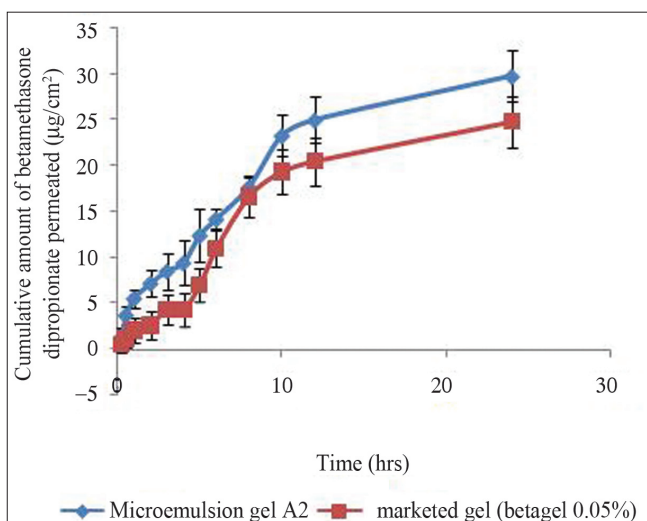 Cumulative amount of betamethasone
dipropionate permeated (µg/cm²)
35
30
25
20
15
10
5
0
–5
0
10
20
30
Time (hrs)
Microemulsion gel A2
marketed gel (betagel 0.05%)